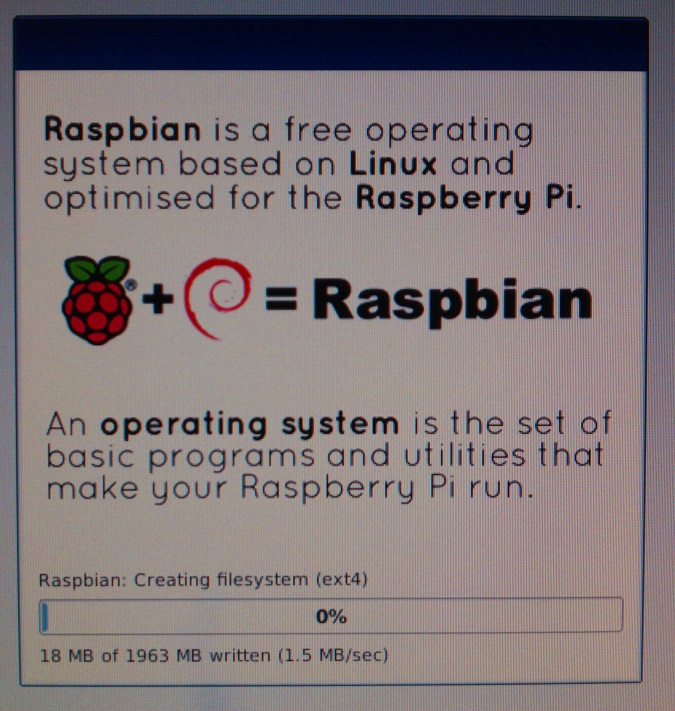 Raspbian is a free operating
system based on Linux and
optimised for the Raspberry Pi.
®+ = Raspbian
An operating system is the set of
basic programs and utilities that
make your Raspberry Pi run.
Raspbian: Creating filesystem (ext4)
0%
18 MB of 1963 MB written (1.5 MB/sec)